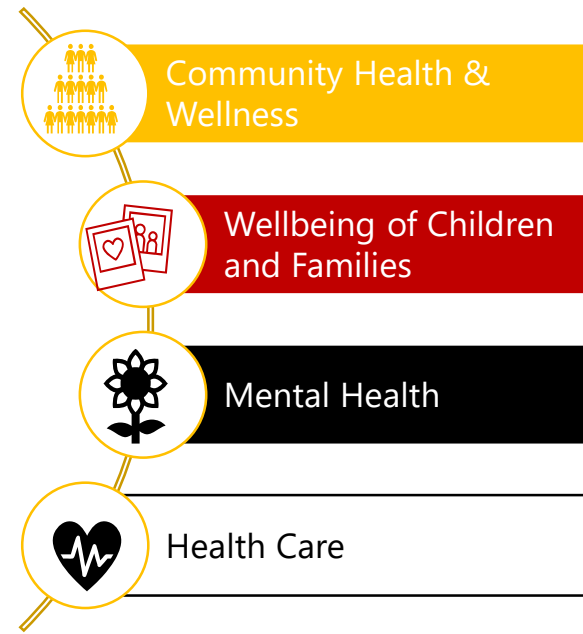 Community Health &
Wellness
Wellbeing of Children
and Families
Mental Health
Health Care